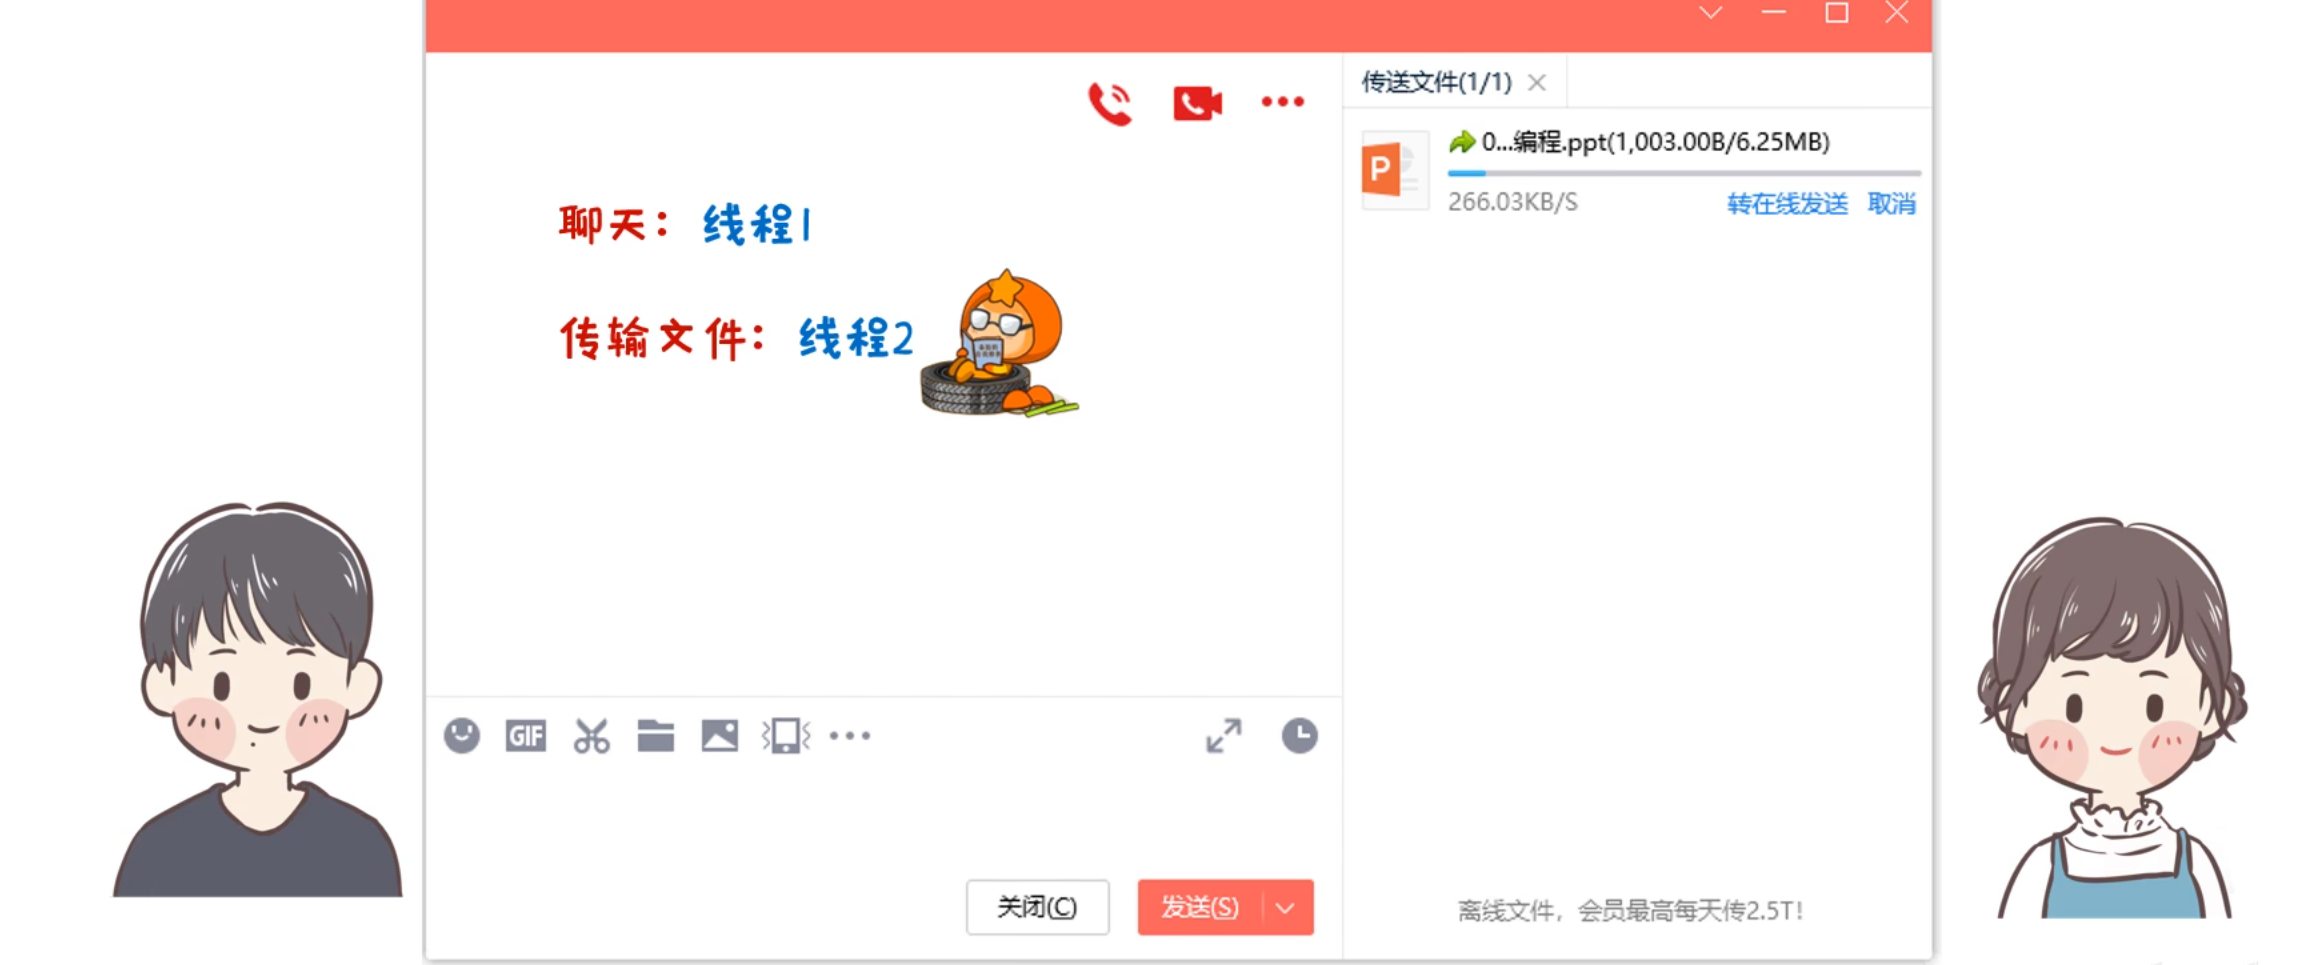 传送文件(1/1)
0...编程.ppt(1,003.00B/6.25MB)
266.03KB/S 转在线发送 取消
聊天：线程1
传输文件：线程2
GIF
关闭(C) 发送(S)
离线文件，会员最高每天传2.5T!